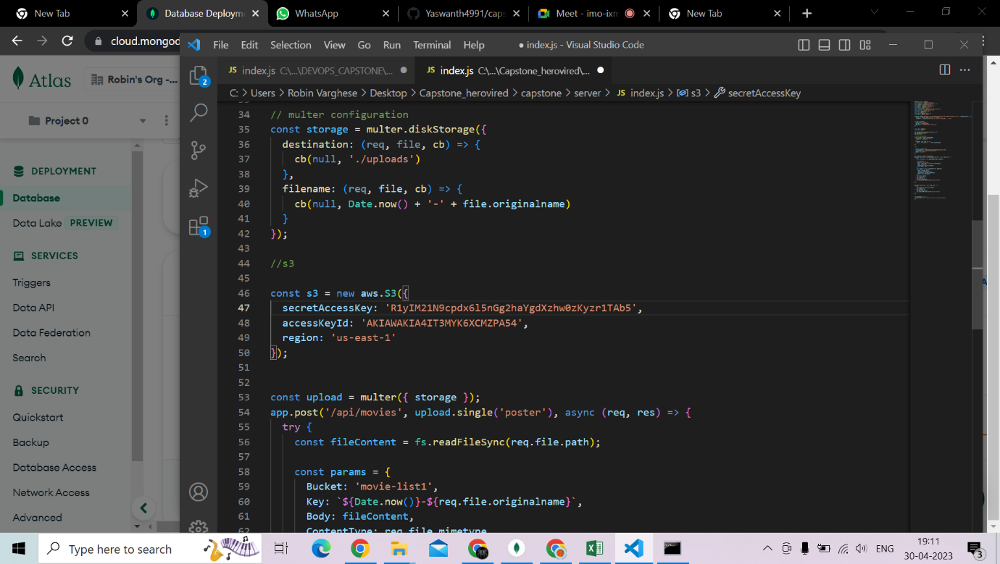 New Tab
Database Deployme
WhatsApp
Yaswanth4991/cap
Meet - imo-ixm
New Tab
cloud.mongod
File Edit Selection View Go Run Terminal Help
● index.js - Visual Studio Code
Atlas
Robin's Org -...
Project 0
DEPLOYMENT
Database
Data Lake PREVIEW
SERVICES
Triggers
Data API
Data Federation
Search
SECURITY
Quickstart
Backup
Database Access
Network Access
Advanced
2
1
JS index.js C:\...\DEVOPS_CAPSTONE\...
JS index.js C:\...\Capstone_herovired\...
C: > Users > Robin Varghese > Desktop > Capstone_herovired > capstone > server > JS index.js > s3 > secretAccessKey
34 // multer configuration
35 const storage = multer.diskStorage({
36 destination: (req, file, cb) => {
37 cb(null, './uploads')
38 },
39 filename: (req, file, cb) => {
40 cb(null, Date.now() + '-' + file.originalname)
41 }
42 });
43
44 //s3
45
46 const s3 = new aws.S3({
47 secretAccessKey: '[redacted]',
48 accessKeyId: '[redacted]',
49 region: 'us-east-1'
50 });
51
52
53 const upload = multer({ storage });
54 app.post('/api/movies', upload.single('poster'), async (req, res) => {
55 try {
56 const fileContent = fs.readFileSync(req.file.path);
57
58 const params = {
59 Bucket: 'movie-list1',
60 Key: `${Date.now()}-${req.file.originalname}`,
61 Body: fileContent,
ContentType: req.file.mimetype
Type here to search
ENG
19:11
30-04-2023
3